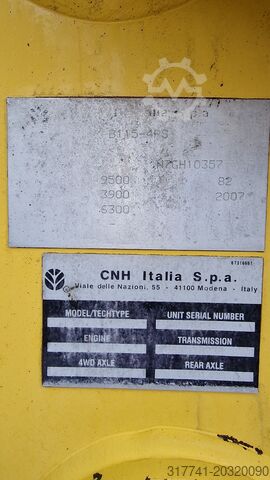 B115-4PS
N7GH10357
9500 82
3900 2007
6300
87316681
CNH Italia S.p.a.
Viale delle Nazioni, 55 - 41100 Modena - Italy
MODEL/TECHTYPE UNIT SERIAL NUMBER
ENGINE TRANSMISSION
4WD AXLE REAR AXLE
317741-20320090